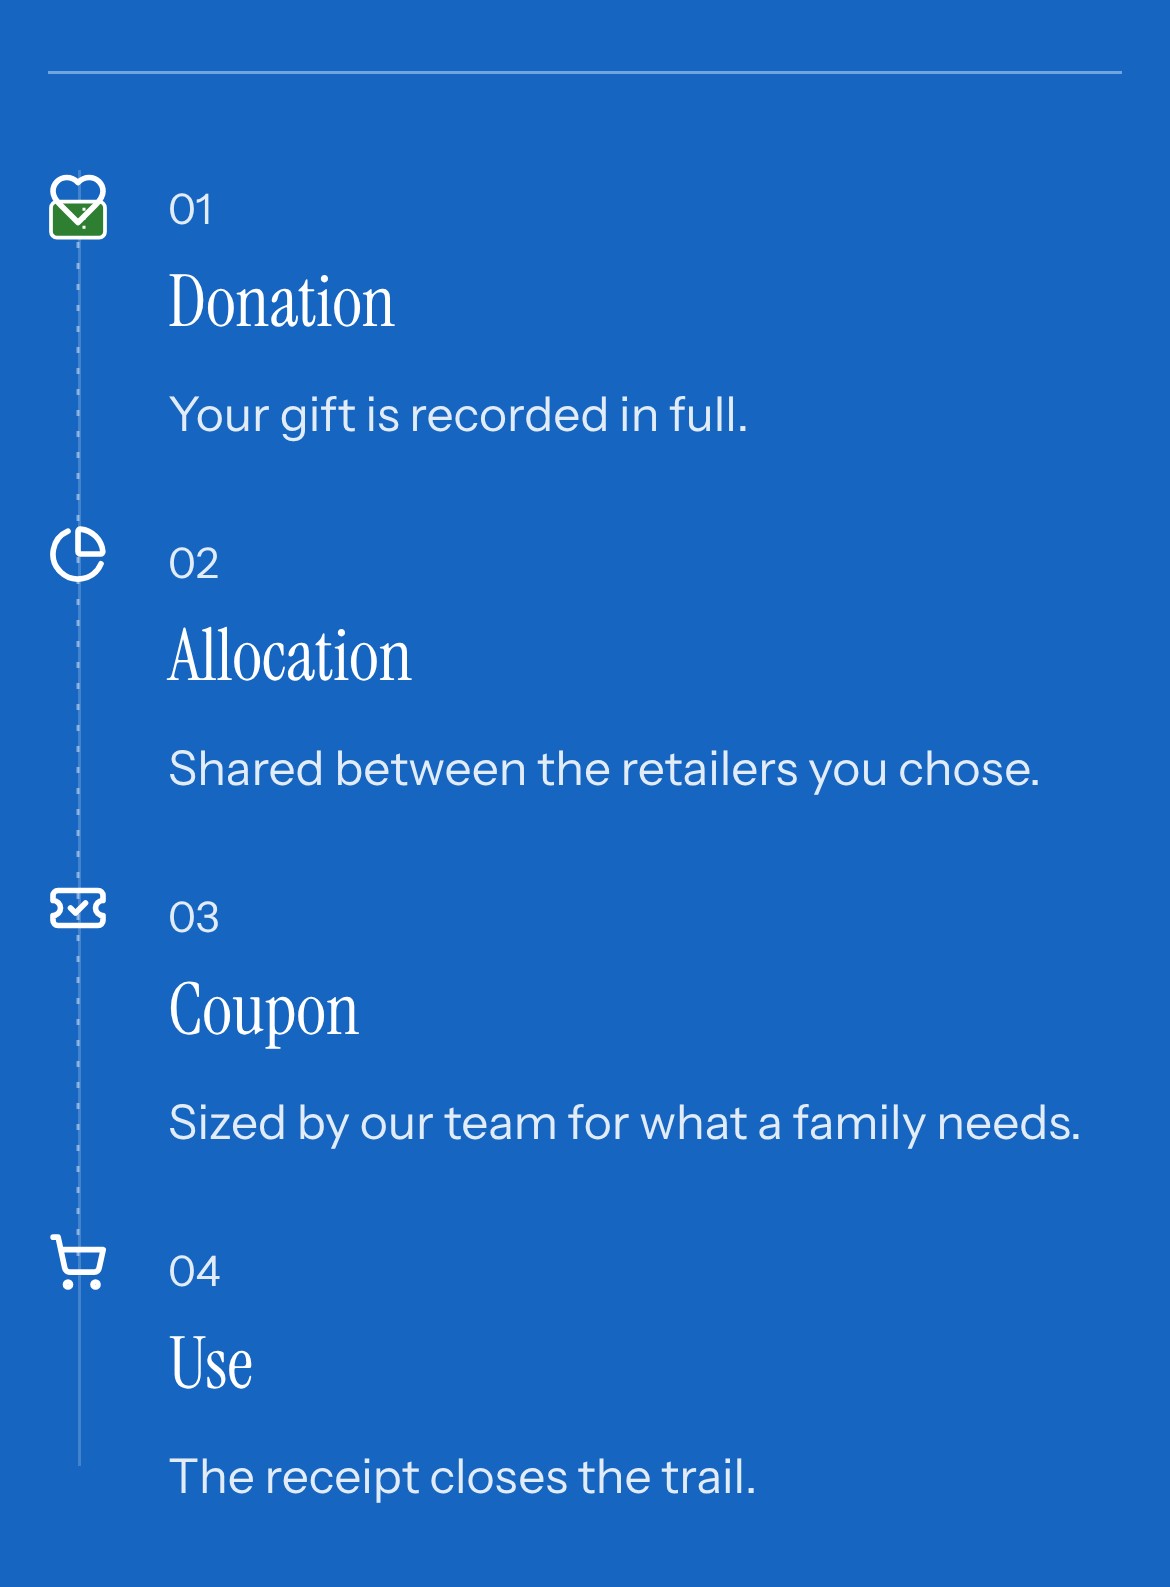 01
Donation
Your gift is recorded in full.
02
Allocation
Shared between the retailers you chose.
03
Coupon
Sized by our team for what a family needs.
04
Use
The receipt closes the trail.